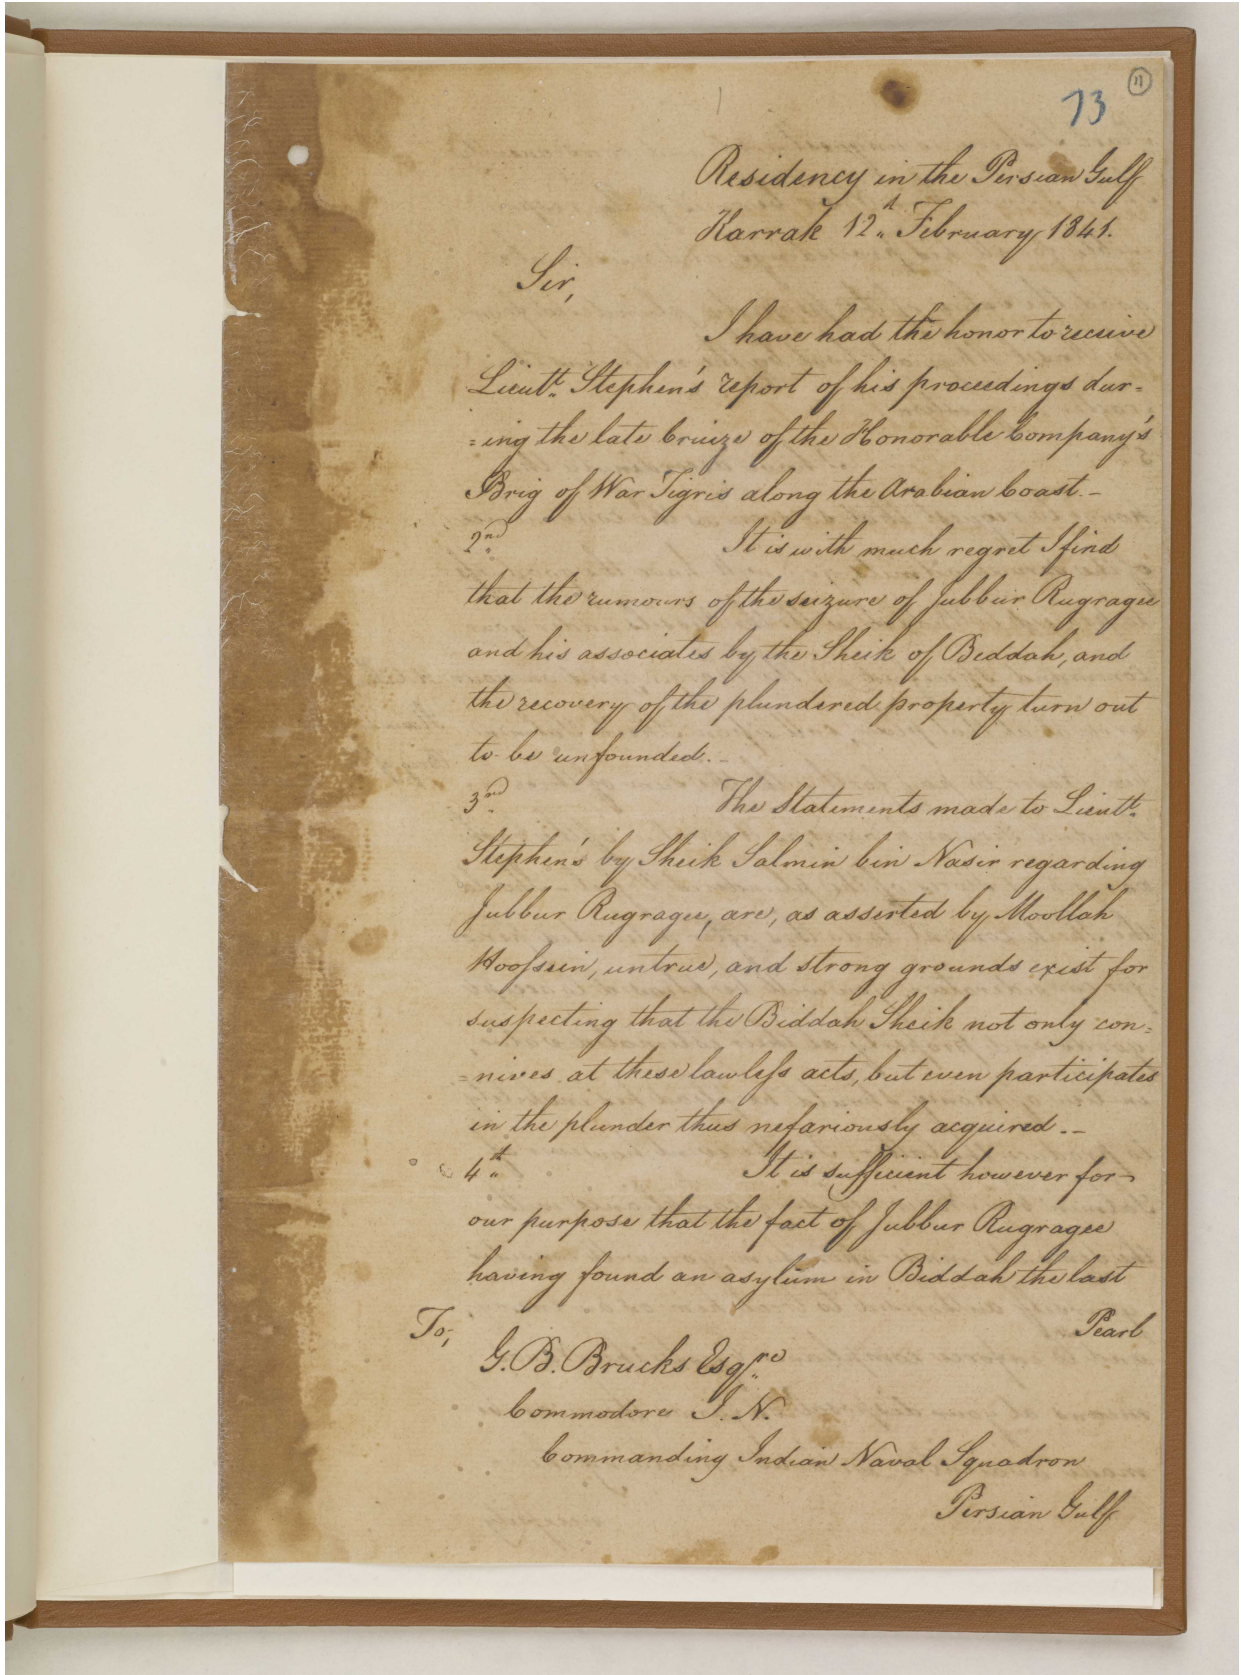 11
73
Residency in the Persian Gulf
Karrak 12th February 1841.
Sir,
I have had the honor to receive
Lieutt. Stephen's report of his proceedings dur=
=ing the late Cruize of the Honorable Company's
Brig of War Tigris along the Arabian Coast.-
2nd It is with much regret I find
that the rumours of the seizure of Jubbur Rugragee
and his associates by the Sheik of Beddah, and
the recovery of the plundered property turn out
to be unfounded.-
3rd The Statements made to Lieutt.
Stephen's by Sheik Salmin bin Nasir regarding
Jubbur Rugragee, are, as asserted by Moollah
Hoossein, untrue, and strong grounds exist for
suspecting that the Biddah Sheik not only con=
=nives at these lawless acts, but even participates
in the plunder thus nefariously acquired.-
4th It is sufficient however for
our purpose that the fact of Jubbur Rugragee
having found an asylum in Biddah the last
Pearl
To,
G. B. Brucks Esqre.
Commodore I. N.
Commanding Indian Naval Squadron
Persian Gulf